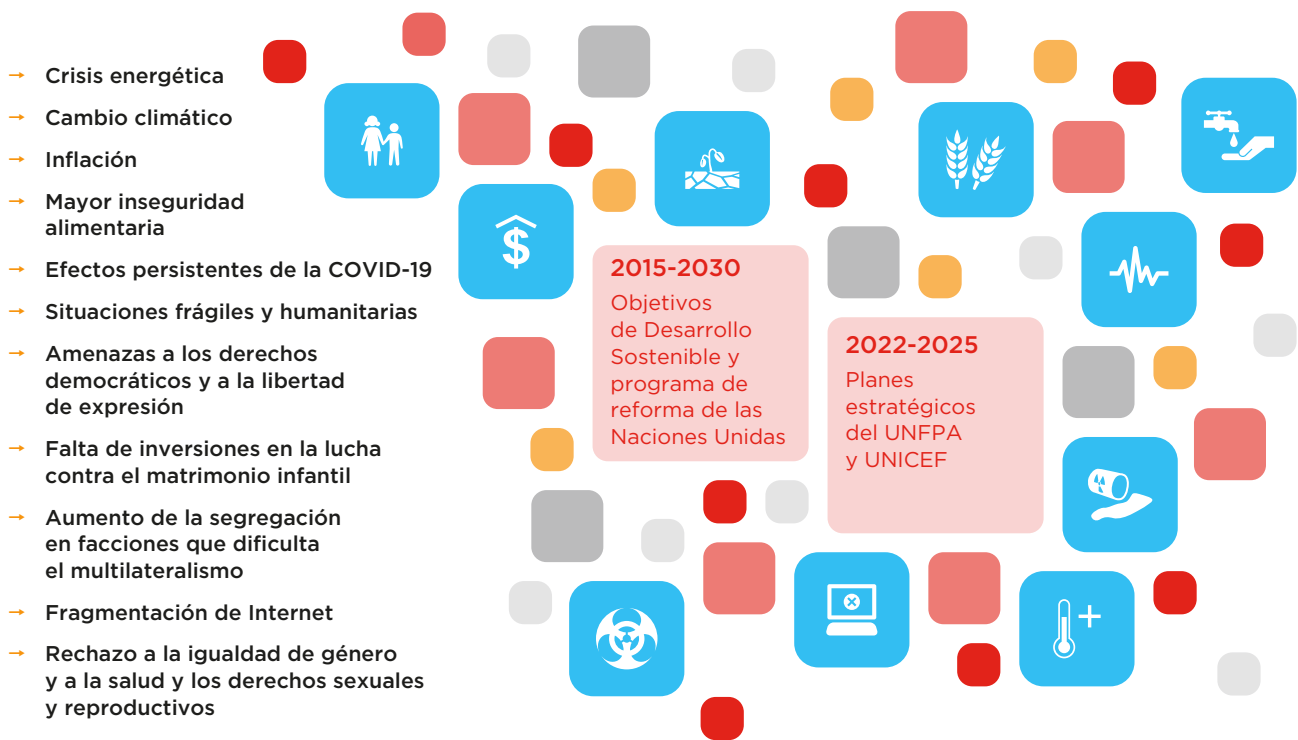 → Crisis energética
→ Cambio climático
→ Inflación
→ Mayor inseguridad
alimentaria
→ Efectos persistentes de la COVID-19
→ Situaciones frágiles y humanitarias
→ Amenazas a los derechos
democráticos y a la libertad
de expresión
→ Falta de inversiones en la lucha
contra el matrimonio infantil
→ Aumento de la segregación
en facciones que dificulta
el multilateralismo
→ Fragmentación de Internet
→ Rechazo a la igualdad de género
y a la salud y los derechos sexuales
y reproductivos
$
2015-2030
Objetivos
de Desarrollo
Sostenible y
programa de
reforma de las
Naciones Unidas
2022-2025
Planes
estratégicos
del UNFPA
y UNICEF